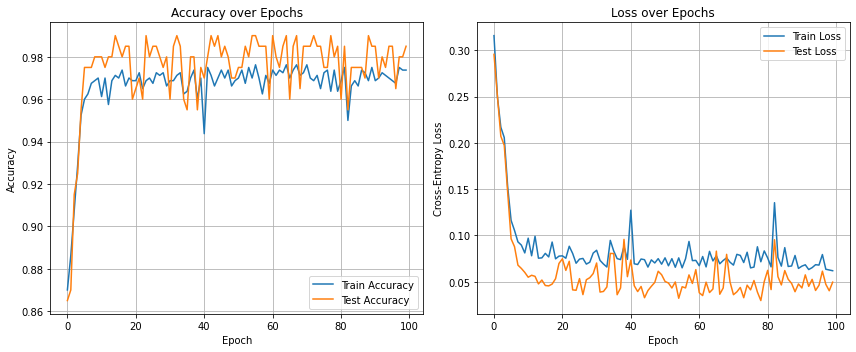 Accuracy over Epochs
0.98
0.96
0.94
0.92
0.90
0.88
0.86
Accuracy
0 20 40 60 80 100
Epoch
Train Accuracy
Test Accuracy
Loss over Epochs
0.30
0.25
0.20
0.15
0.10
0.05
Cross-Entropy Loss
0 20 40 60 80 100
Epoch
Train Loss
Test Loss